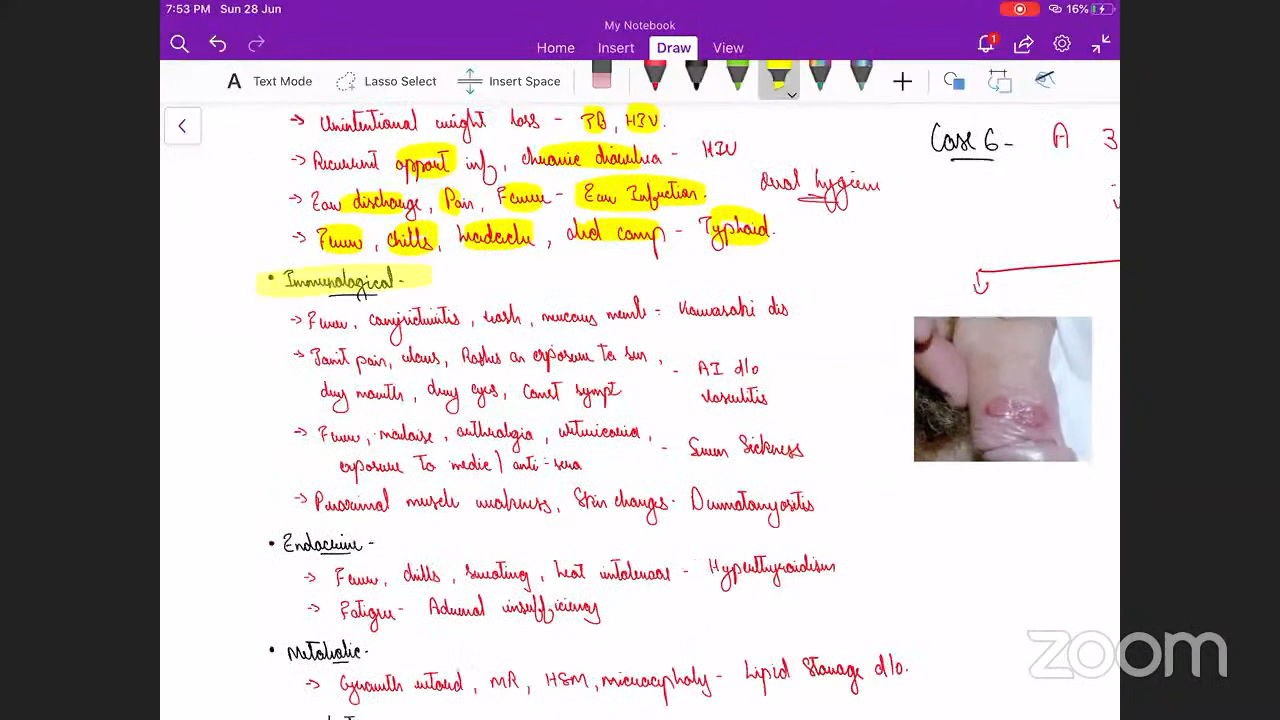 7:53 PM Sun 28 Jun
16%
My Notebook
Home Insert Draw View
1
A Text Mode Lasso Select Insert Space
→ Unintentional weight loss - TB, HIV.
→ Recurrent opport inf, chronic diarrhea - HIV
→ Ear discharge, Pain, Fever - Ear Infection.
Oral hygiene
→ Fever, chills, headache, abd comp - Typhoid.
• Immunological -
→ Fever, conjuctivitis, rash, mucous memb = Kawasaki dis
→ Joint pain, ulcers, Rashes on exposure to sun,
dry mouth, dry eyes, Const sympt
- AI d/o
vasculitis
→ Fever, malaise, arthralgia, urticaria,
exposure to medic/ anti-sera
- Serum Sickness
→ Proximal muscle weakness, Skin changes - Dermatomyositis
• Endocrine -
→ Fever, chills, sweating, heat intolerance - Hyperthyroidism
→ Fatigue - Adrenal insufficiency
• Metabolic -
→ Growth retard, MR, HSM, microcephaly - Lipid Storage d/o.
Case 6 - A 3
zoom